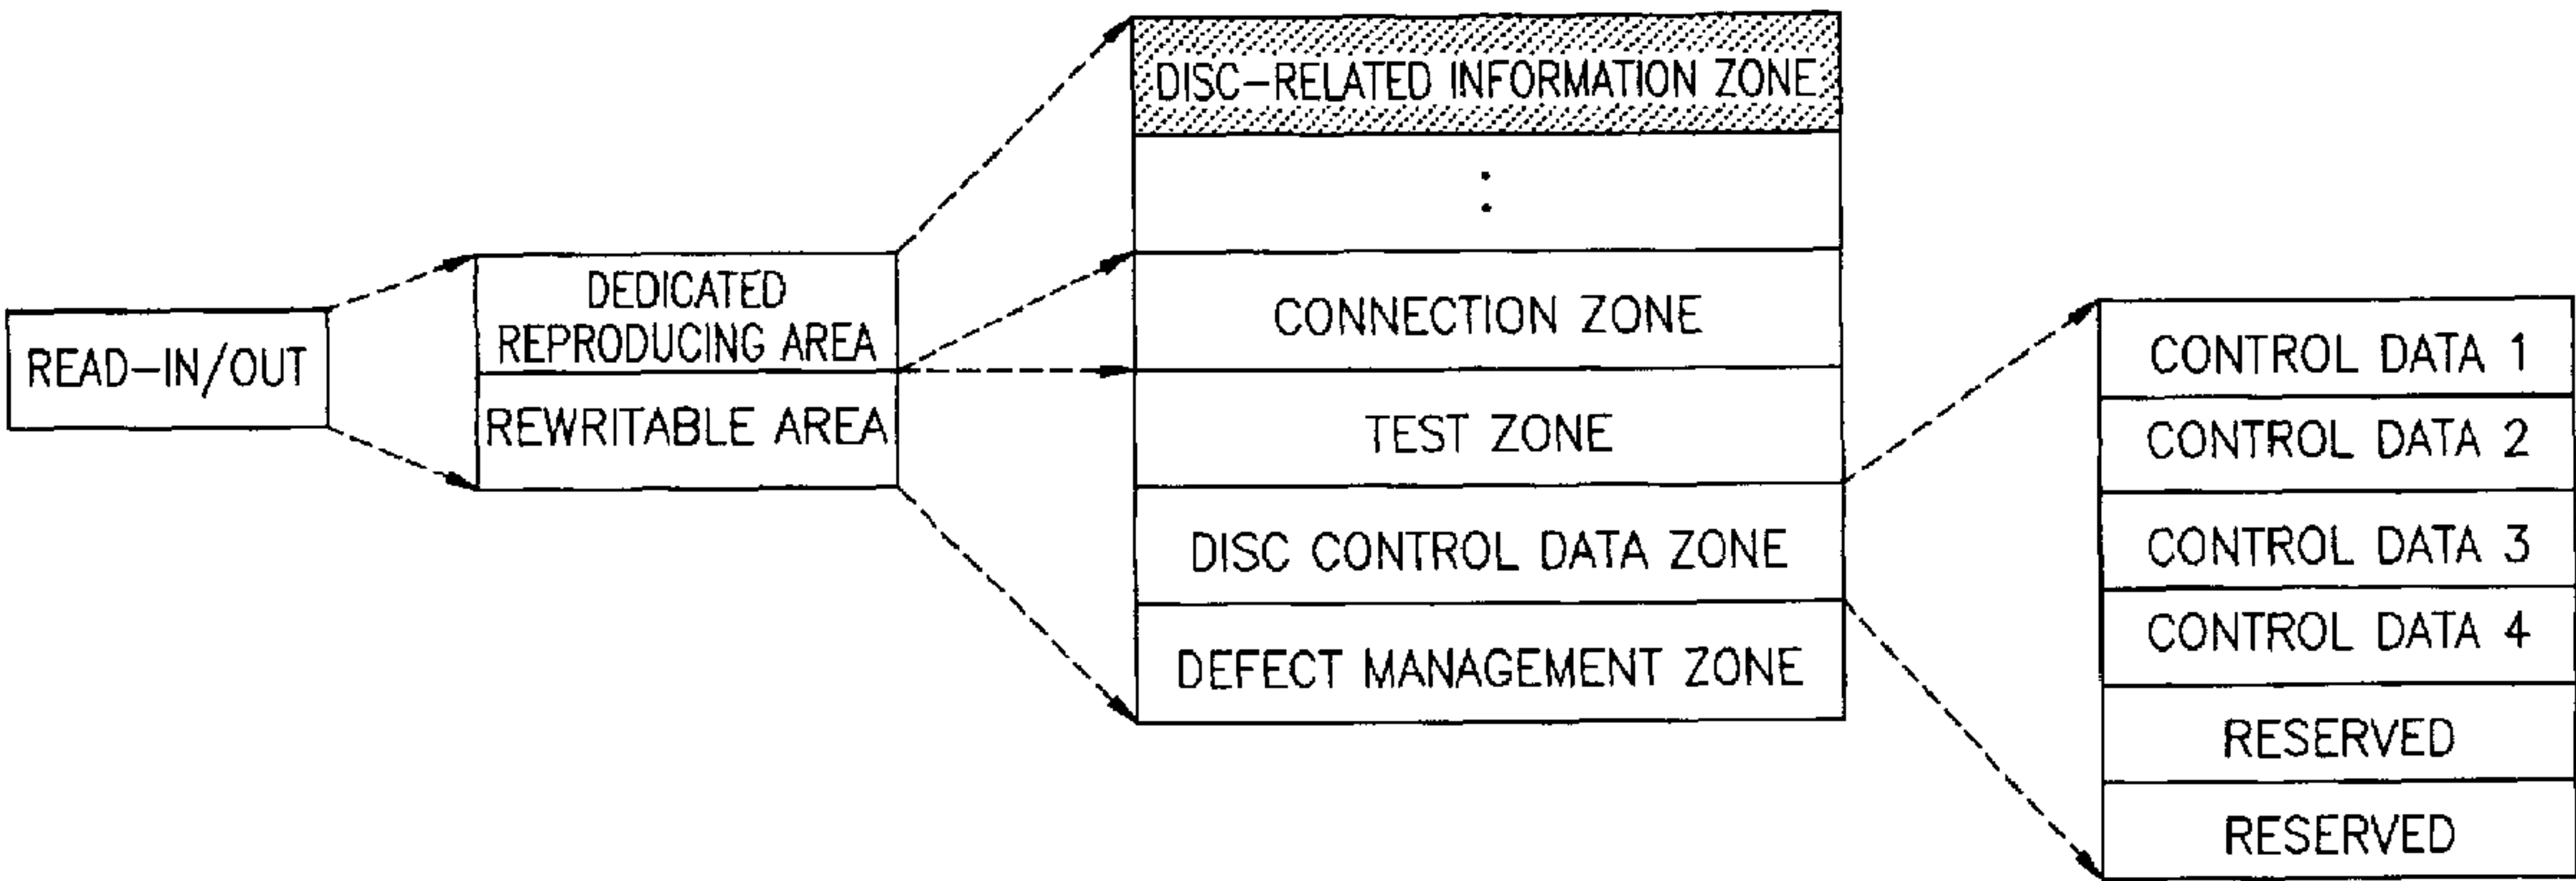 READ-IN/OUT
DEDICATED
REPRODUCING AREA
REWRITABLE AREA
DISC-RELATED INFORMATION ZONE
:
CONNECTION ZONE
TEST ZONE
DISC CONTROL DATA ZONE
DEFECT MANAGEMENT ZONE
CONTROL DATA 1
CONTROL DATA 2
CONTROL DATA 3
CONTROL DATA 4
RESERVED
RESERVED